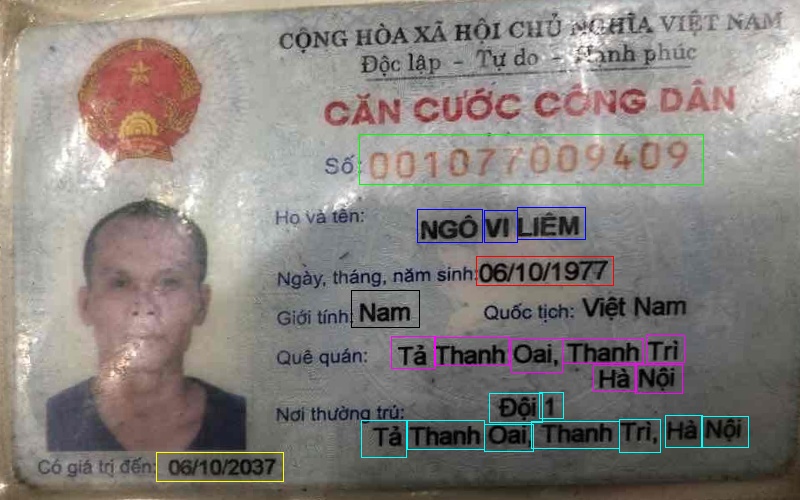 CỘNG HÒA XÃ HỘI CHỦ NGHĨA VIỆT NAM
Độc lập - Tự do - Hạnh phúc
CĂN CƯỚC CÔNG DÂN
Số: 001077009409
Họ và tên: NGÔ VI LIÊM
Ngày, tháng, năm sinh: 06/10/1977
Giới tính: Nam Quốc tịch: Việt Nam
Quê quán: Tả Thanh Oai, Thanh Trì
Hà Nội
Nơi thường trú: Đội 1
Tả Thanh Oai, Thanh Trì, Hà Nội
Có giá trị đến: 06/10/2037